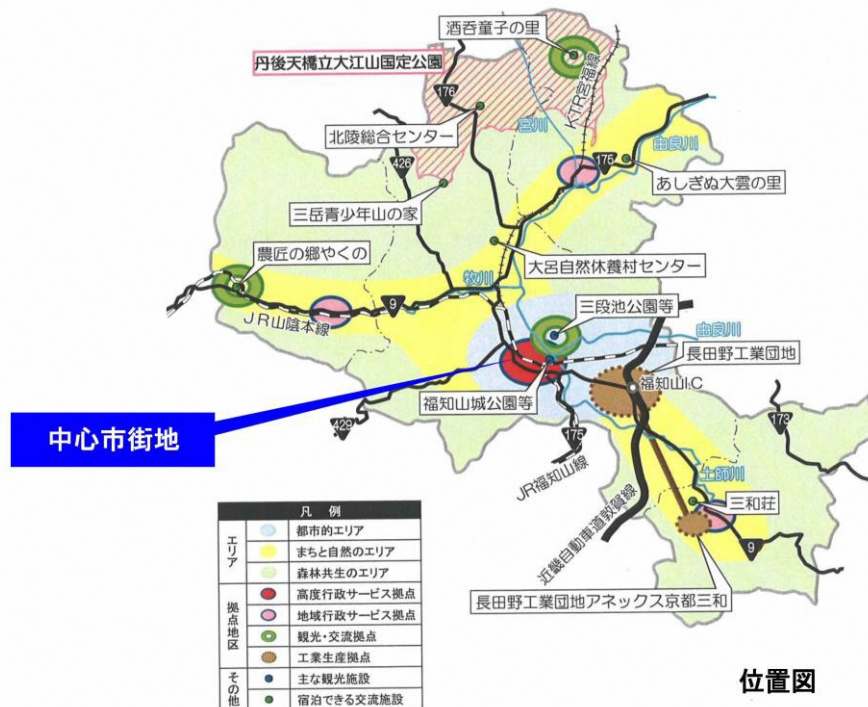 酒呑童子の里
丹後天橋立大江山国定公園
176
KTR宮福線
宮川
由良川
北陵総合センター
426
175
あしぎぬ大雲の里
三岳青少年山の家
農匠の郷やくの
大呂自然休養村センター
牧川
9
三段池公園等
JR山陰本線
由良川
長田野工業団地
福知山I.C
福知山城公園等
中心市街地
429
175
173
JR福知山線
土師川
三和荘
近畿自動車道敦賀線
9
長田野工業団地アネックス京都三和
凡例
エリア
都市的エリア
まちと自然のエリア
森林共生のエリア
拠点地区
高度行政サービス拠点
地域行政サービス拠点
観光・交流拠点
工業生産拠点
その他
主な観光施設
宿泊できる交流施設
位置図